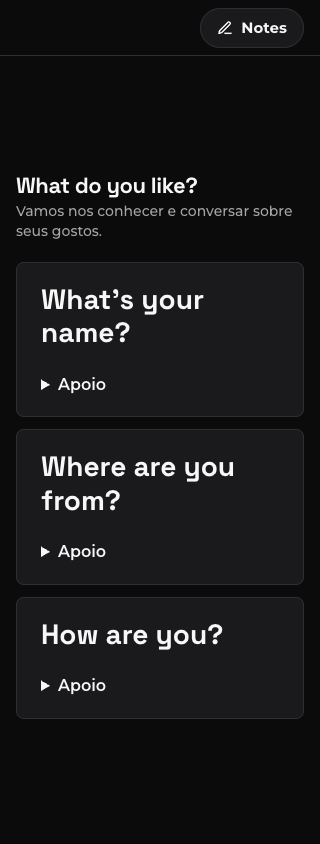 Notes
What do you like?
Vamos nos conhecer e conversar sobre
seus gostos.
What’s your
name?
Apoio
Where are you
from?
Apoio
How are you?
Apoio